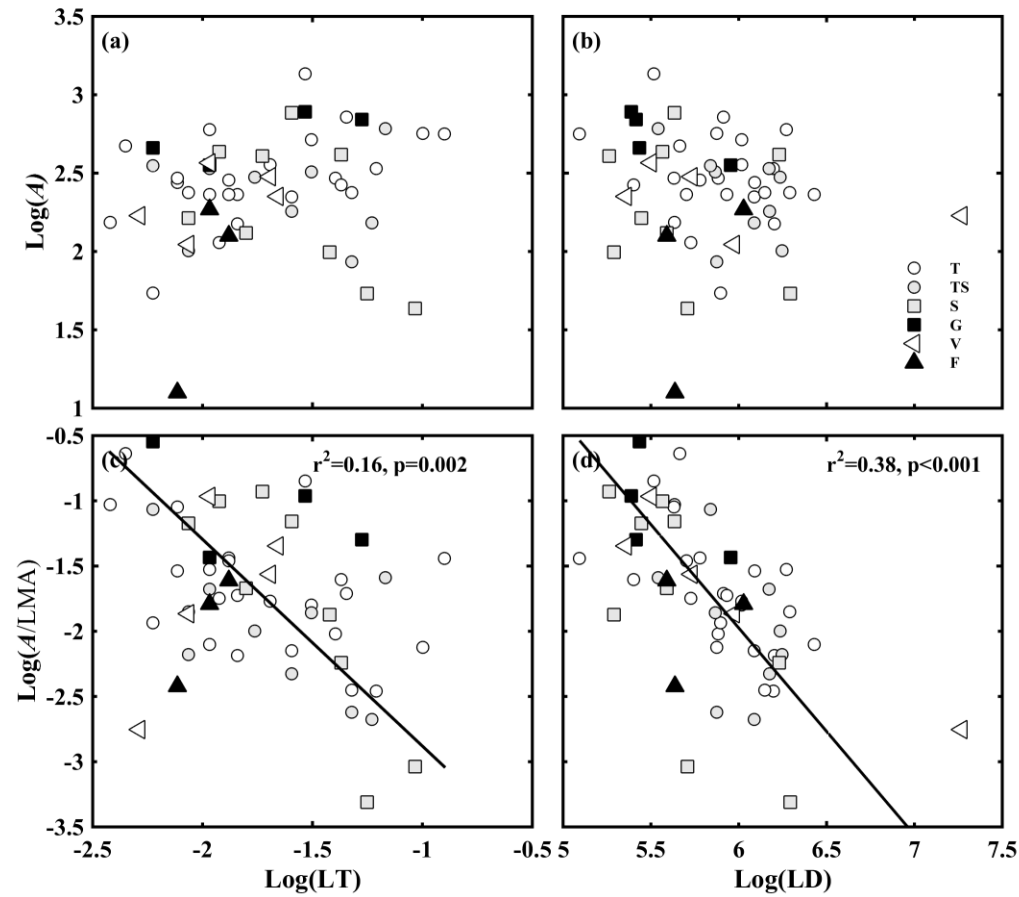 3.5
(a)
(b)
3
2.5
Log(A)
2
1.5
1
T
TS
S
G
V
F
-0.5
(c)
r²=0.16, p=0.002
(d)
r²=0.38, p<0.001
-1
-1.5
Log(A/LMA)
-2
-2.5
-3
-3.5
-2.5 -2 -1.5 -1 -0.5
5 5.5 6 6.5 7 7.5
Log(LT)
Log(LD)